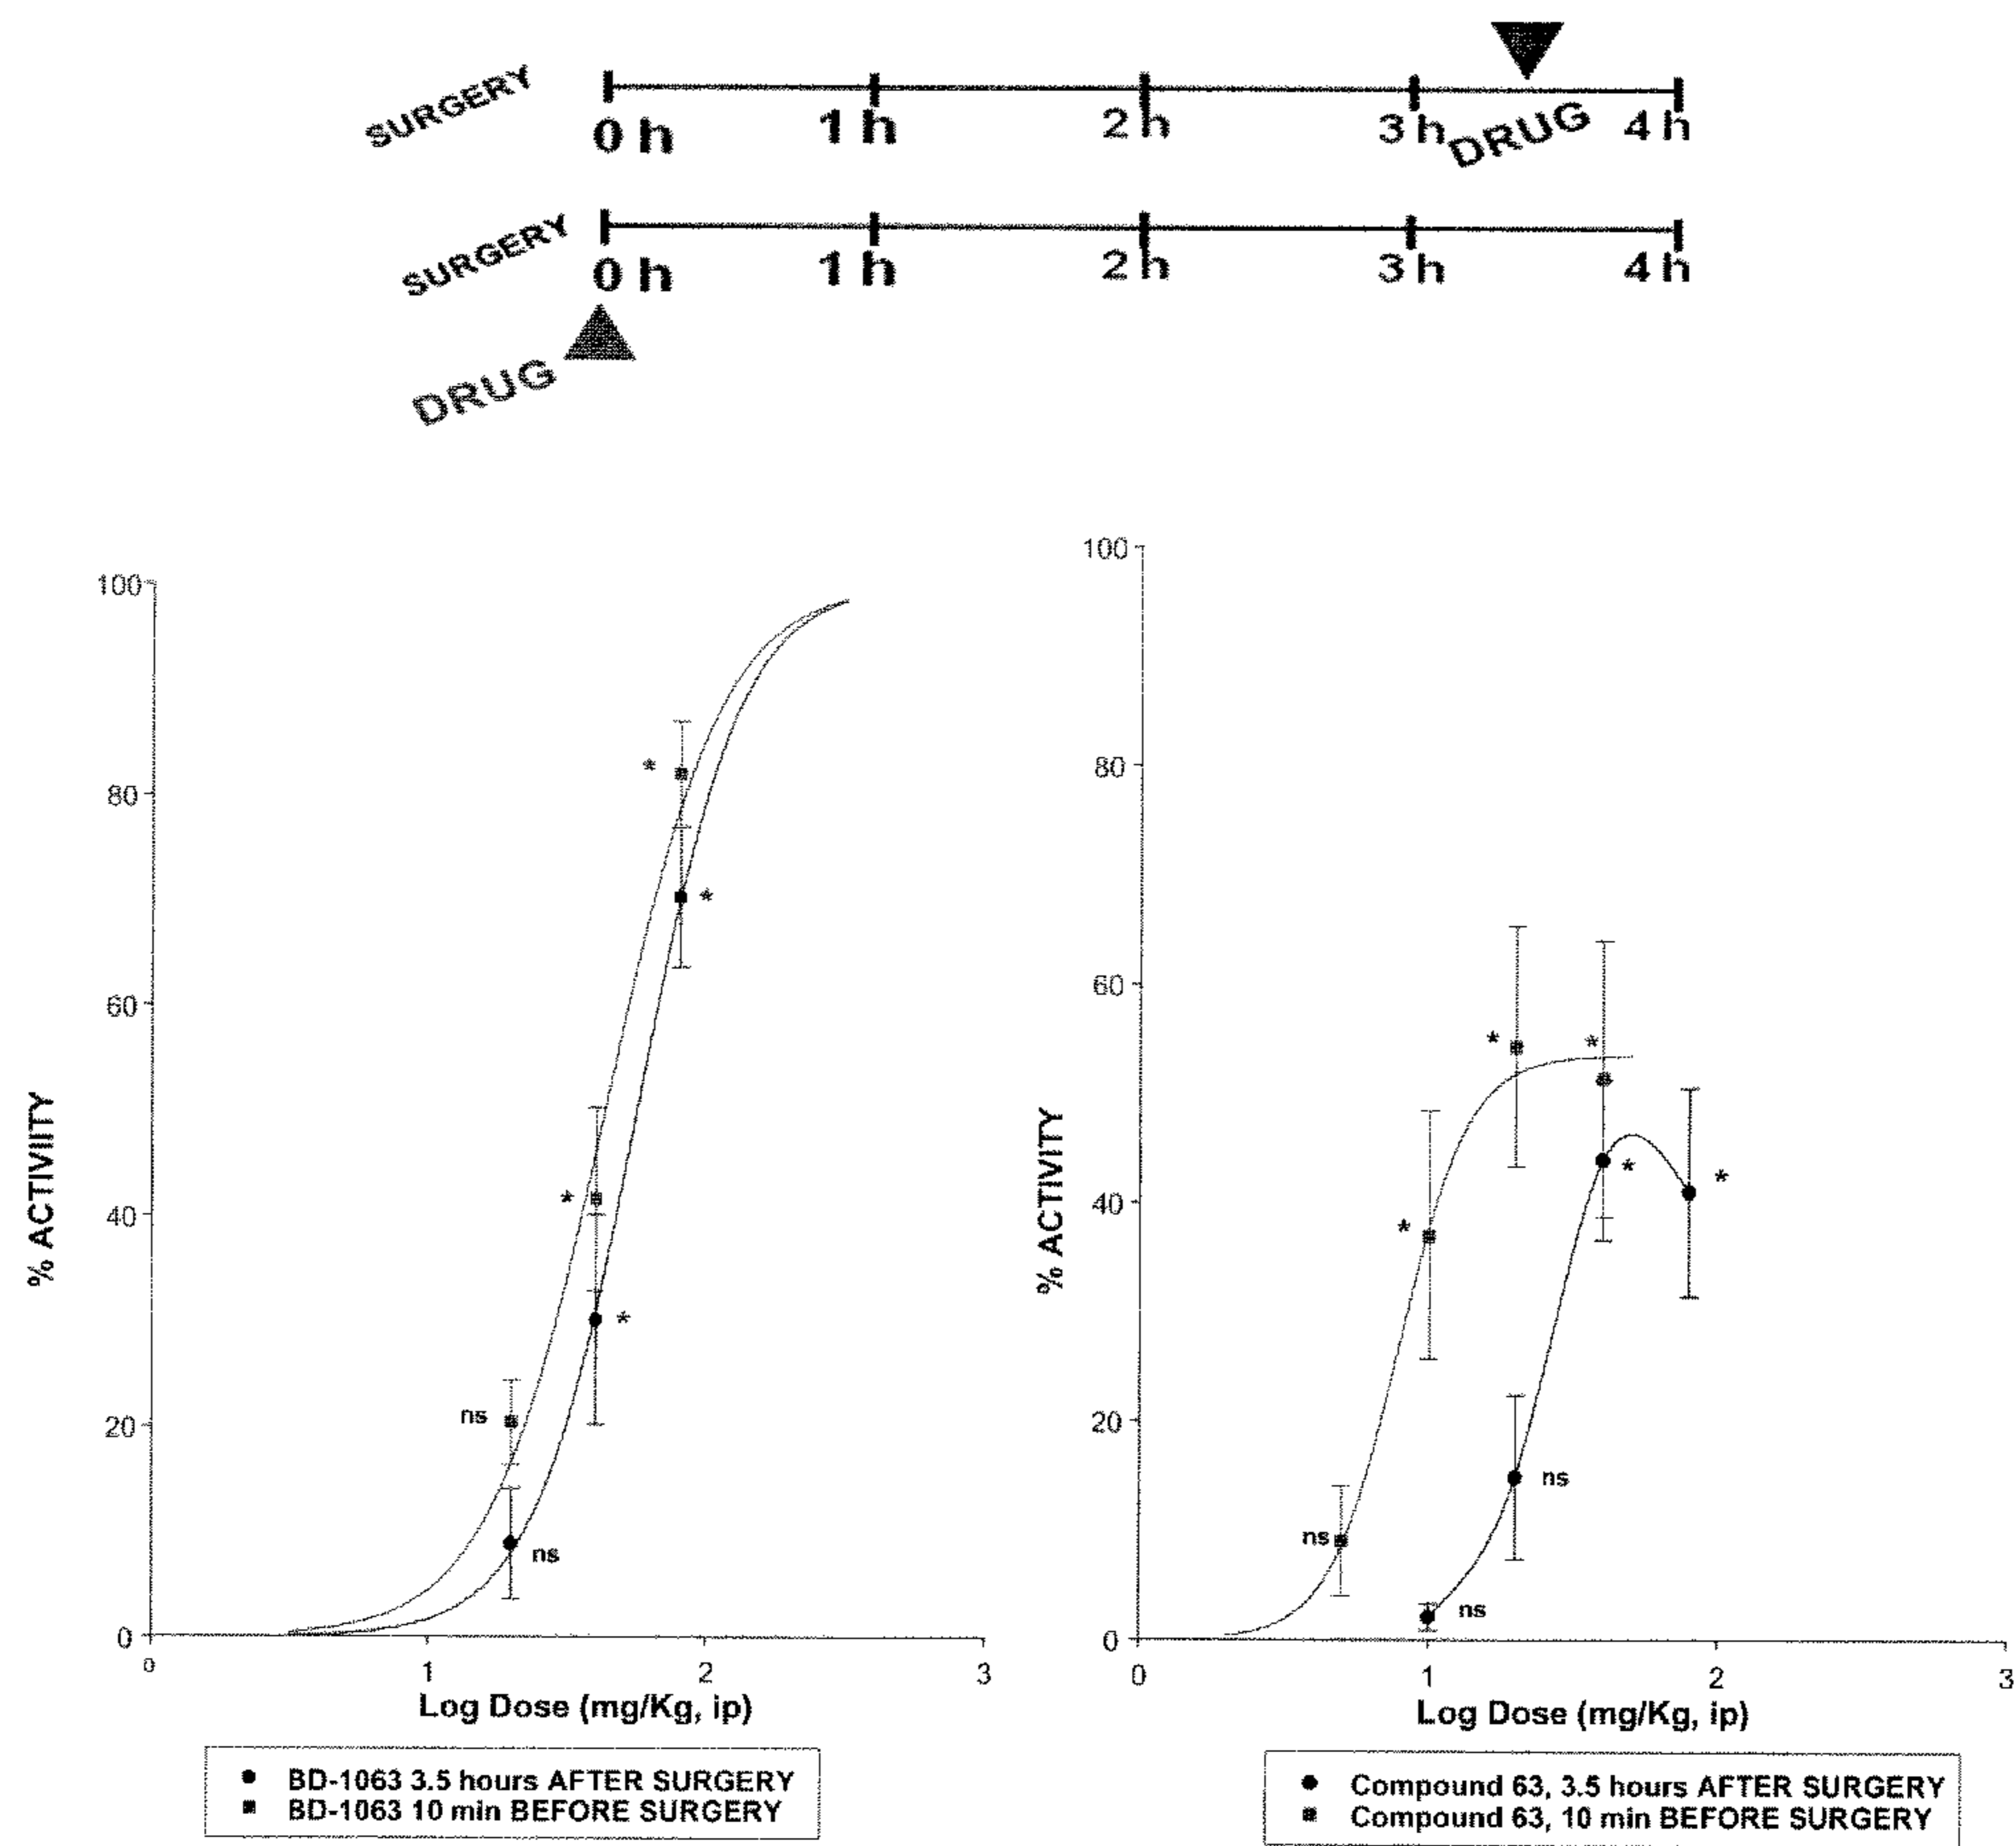 SURGERY
0 h 1 h 2 h 3 h DRUG 4 h
SURGERY
0 h 1 h 2 h 3 h 4 h
DRUG
100
80
60
40
20
0
% ACTIVIITY
*
*
*
*
ns
ns
0 1 2 3
Log Dose (mg/Kg, ip)
BD-1063 3.5 hours AFTER SURGERY
BD-1063 10 min BEFORE SURGERY
100
80
60
40
20
0
% ACTIVITY
*
*
*
*
*
ns
ns
ns
0 1 2 3
Log Dose (mg/Kg, ip)
Compound 63, 3.5 hours AFTER SURGERY
Compound 63, 10 min BEFORE SURGERY